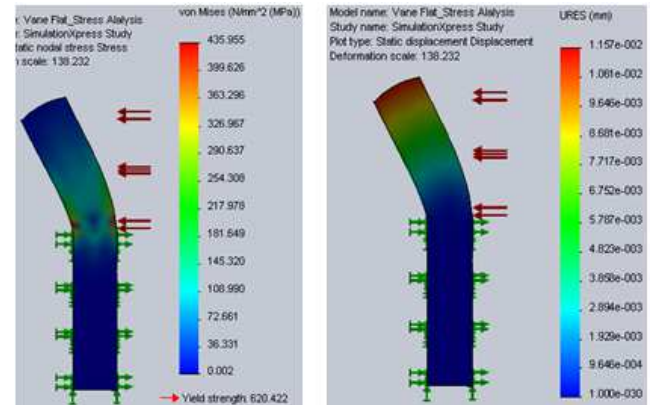 : Vane Flat_Stress Alalysis
: SimulationXpress Study
tatic nodal stress Stress
n scale: 138.232
von Mises (N/mm^2 (MPa))
435.955
399.626
363.296
326.967
290.637
254.308
217.978
181.649
145.320
108.990
72.661
36.331
0.002
Yield strength: 620.422
Model name: Vane Flat_Stress Alalysis
Study name: SimulationXpress Study
Plot type: Static displacement Displacement
Deformation scale: 138.232
URES (mm)
1.157e-002
1.061e-002
9.645e-003
8.681e-003
7.717e-003
6.752e-003
5.787e-003
4.823e-003
3.858e-003
2.894e-003
1.929e-003
9.646e-004
1.000e-030